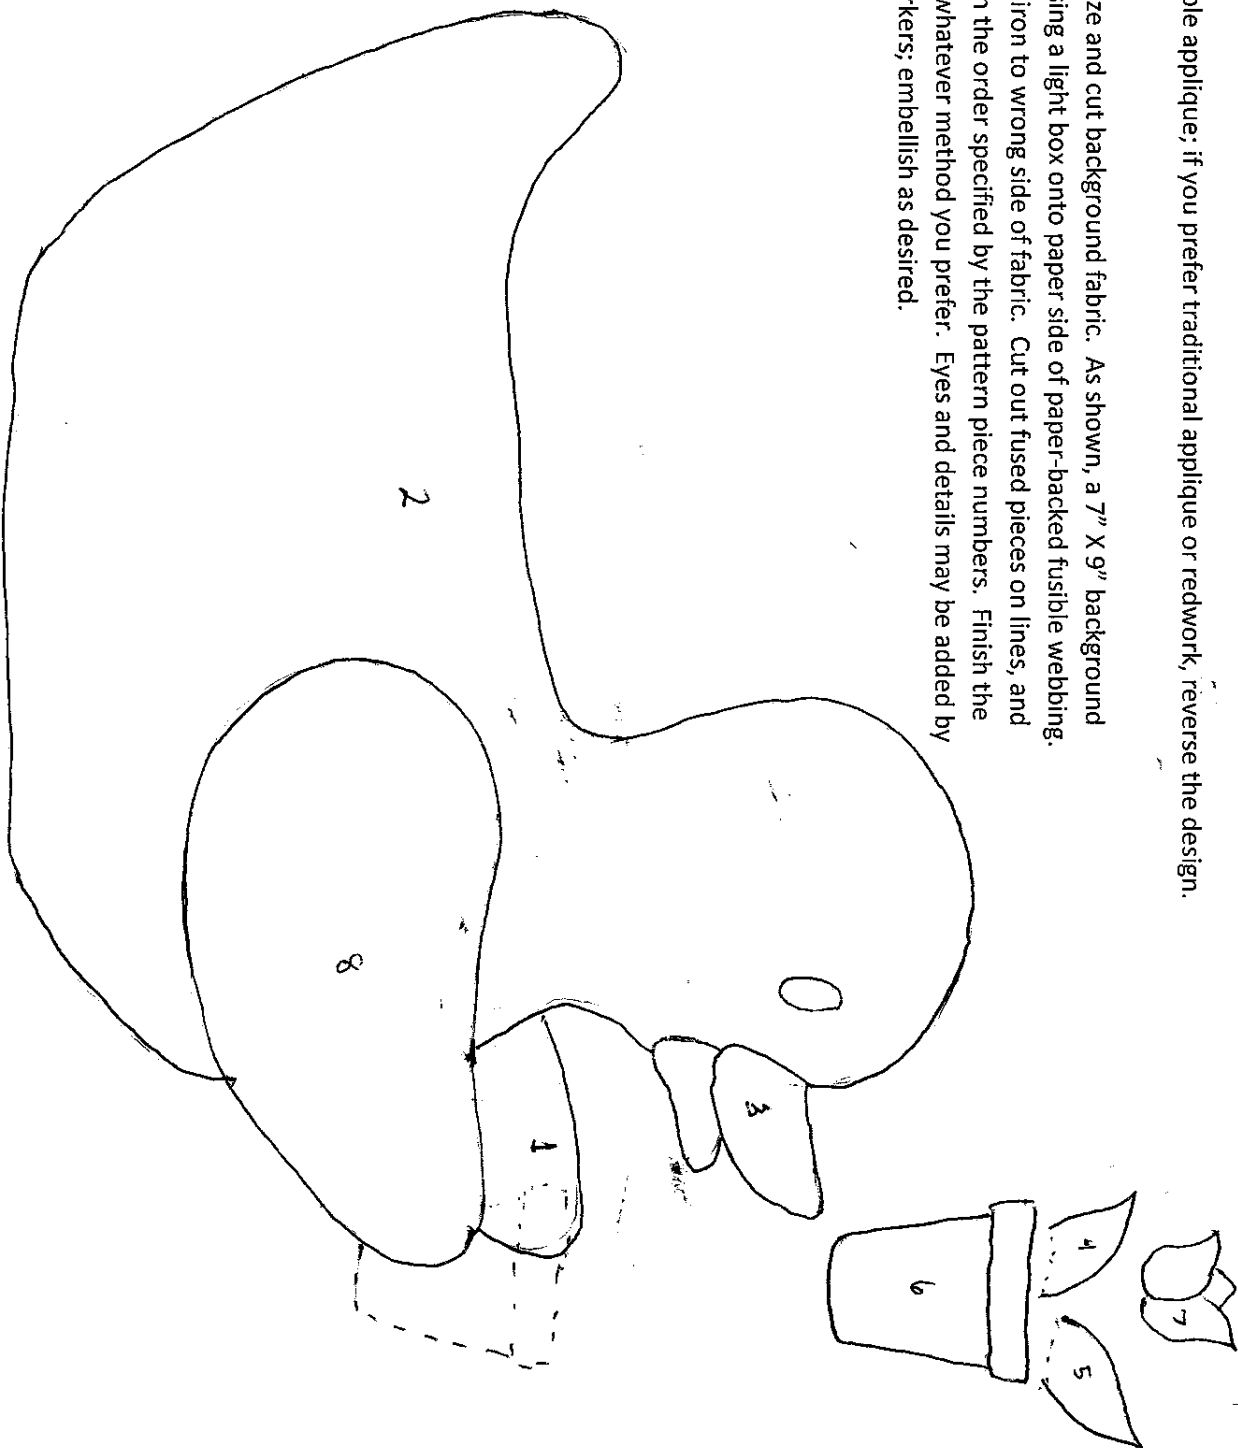 ple applique; if you prefer traditional applique or redwork, reverse the design.
ze and cut background fabric. As shown, a 7” X 9” background
sing a light box onto paper side of paper-backed fusible webbing.
iron to wrong side of fabric. Cut out fused pieces on lines, and
n the order specified by the pattern piece numbers. Finish the
whatever method you prefer. Eyes and details may be added by
rkers; embellish as desired.
2
8
1
3
4
5
6
7